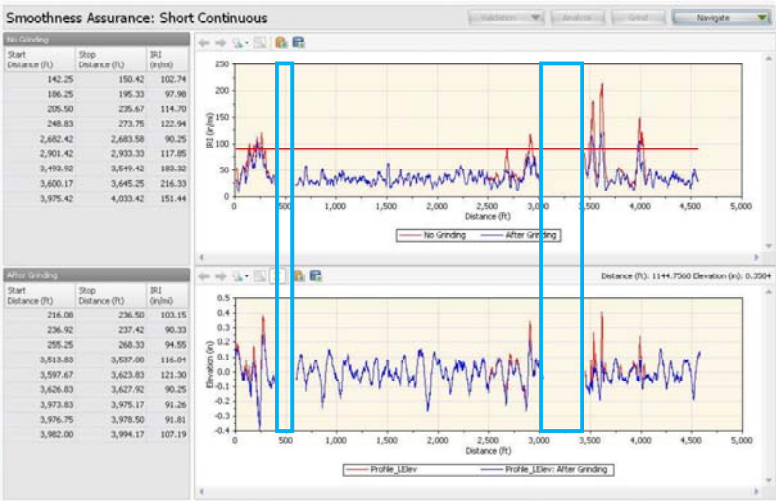 Smoothness Assurance: Short Continuous
Validation Analyze Grind Navigate
No Grinding
Start Distance (ft) Stop Distance (ft) IRI (in/mi)
142.25 150.42 102.74
186.25 195.33 97.98
205.50 235.67 114.70
248.83 273.75 122.94
2,682.42 2,683.58 90.25
2,901.42 2,933.33 117.85
3,493.92 3,549.42 183.32
3,600.17 3,645.25 216.33
3,975.42 4,033.42 151.44
IRI (in/mi)
250
200
150
100
50
0
0 500 1,000 1,500 2,000 2,500 3,000 3,500 4,000 4,500 5,000
Distance (ft)
No Grinding After Grinding
After Grinding
Distance (ft): 1144.7560 Elevation (in): 0.3584
Start Distance (ft) Stop Distance (ft) IRI (in/mi)
216.08 236.50 103.15
236.92 237.42 90.33
255.25 268.33 94.55
3,513.83 3,537.00 116.04
3,597.67 3,623.83 121.30
3,626.83 3,627.92 90.25
3,973.83 3,975.17 91.26
3,976.75 3,978.50 91.81
3,982.00 3,994.17 107.19
Elevation (in)
0.5
0.4
0.3
0.2
0.1
0.0
-0.1
-0.2
-0.3
-0.4
0 500 1,000 1,500 2,000 2,500 3,000 3,500 4,000 4,500 5,000
Distance (ft)
Profile_LElev Profile_LElev: After Grinding